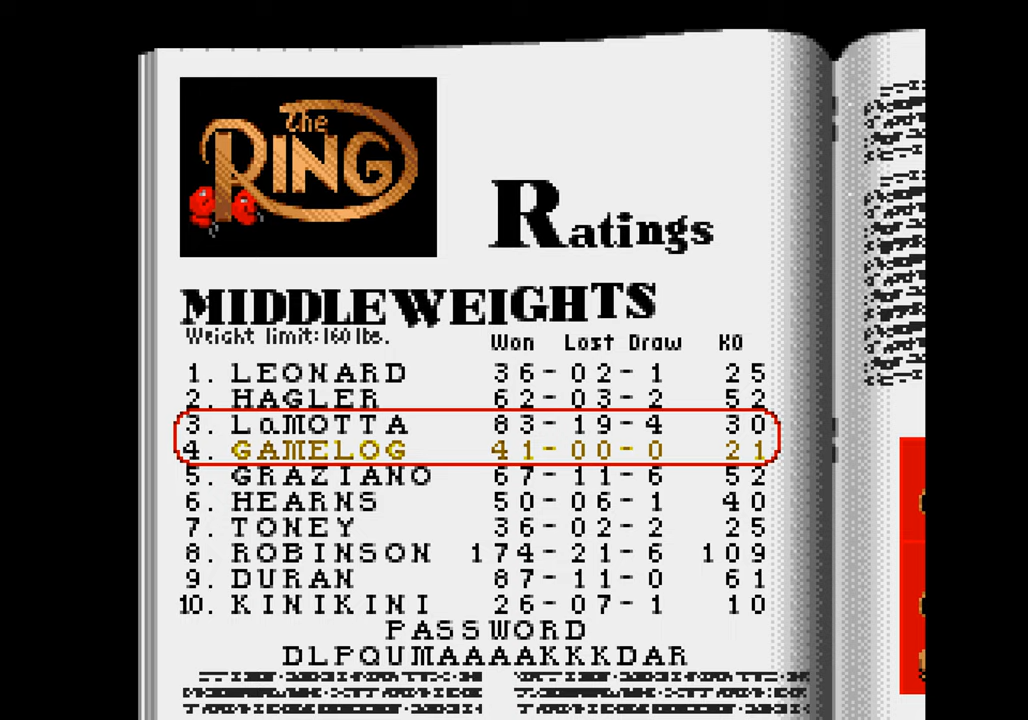 The RING
Ratings
MIDDLEWEIGHTS
Weight limit:160 lbs. Won Lost Draw KO
1. LEONARD 36-02-1 25
2. HAGLER 62-03-2 52
3. LaMOTTA 83-19-4 30
4. GAMELOG 41-00-0 21
5. GRAZIANO 67-11-6 52
6. HEARNS 50-06-1 40
7. TONEY 36-02-2 25
8. ROBINSON 174-21-6 109
9. DURAN 87-11-0 61
10. KINIKINI 26-07-1 10
PASSWORD
DLPQUMAAAAKKKDAR